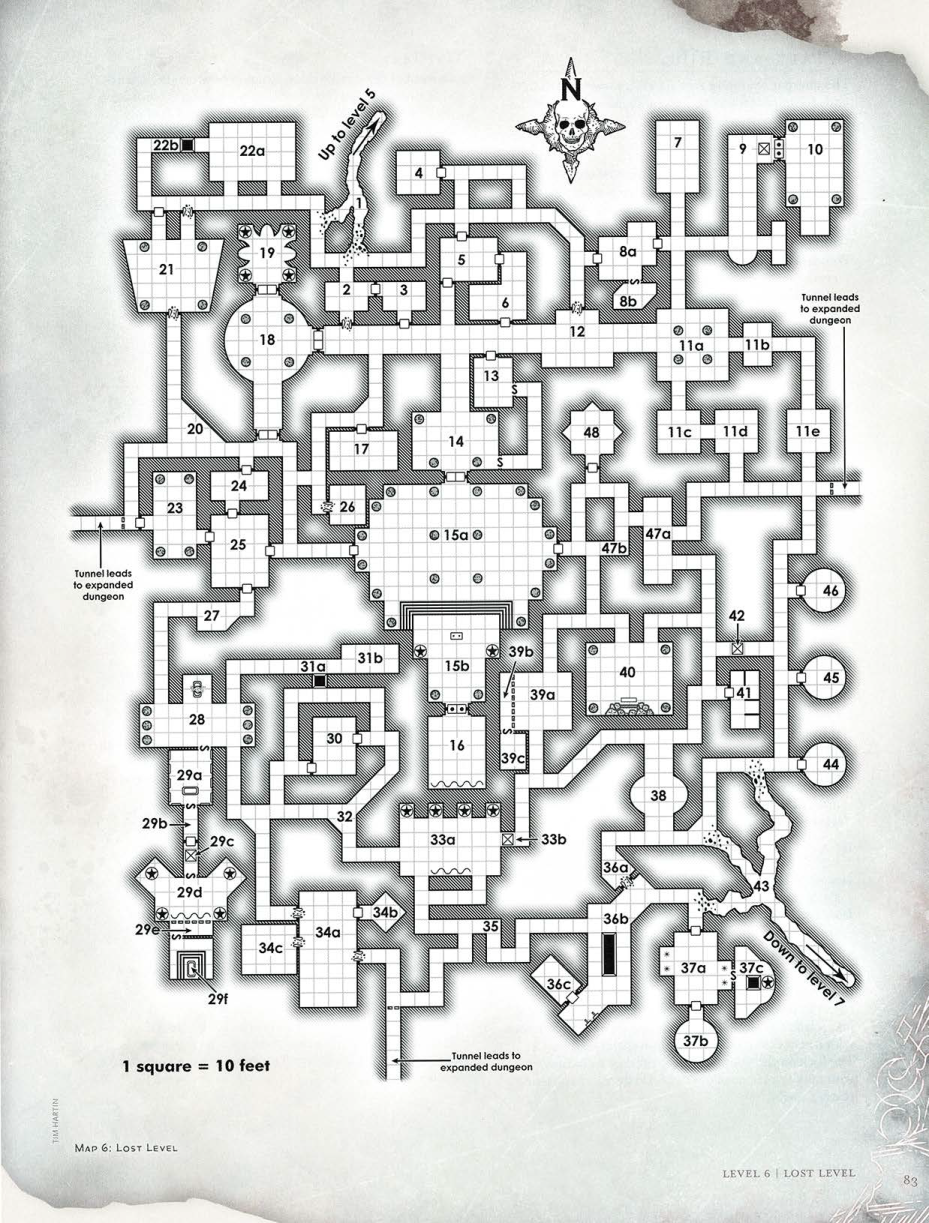 N
Up to level 5
22b
22a
4
7
9
10
1
19
21
5
8a
2
3
6
8b
Tunnel leads
to expanded
dungeon
18
12
11a
11b
13
S
S
20
14
17
48
11c
11d
11e
24
S
23
26
25
15a
47a
47b
Tunnel leads
to expanded
dungeon
46
27
42
31b
31a
39b
15b
40
45
39a
41
28
30
16
S
39c
S
29a
44
38
S
32
29b
33a
33b
29c
S
36a
29d
43
34b
36b
29e
S
34a
35
34c
37a
S
37c
36c
Down to level 7
29f
37b
1 square = 10 feet
Tunnel leads to
expanded dungeon
TIM HARTIN
MAP 6: LOST LEVEL
LEVEL 6 | LOST LEVEL
83